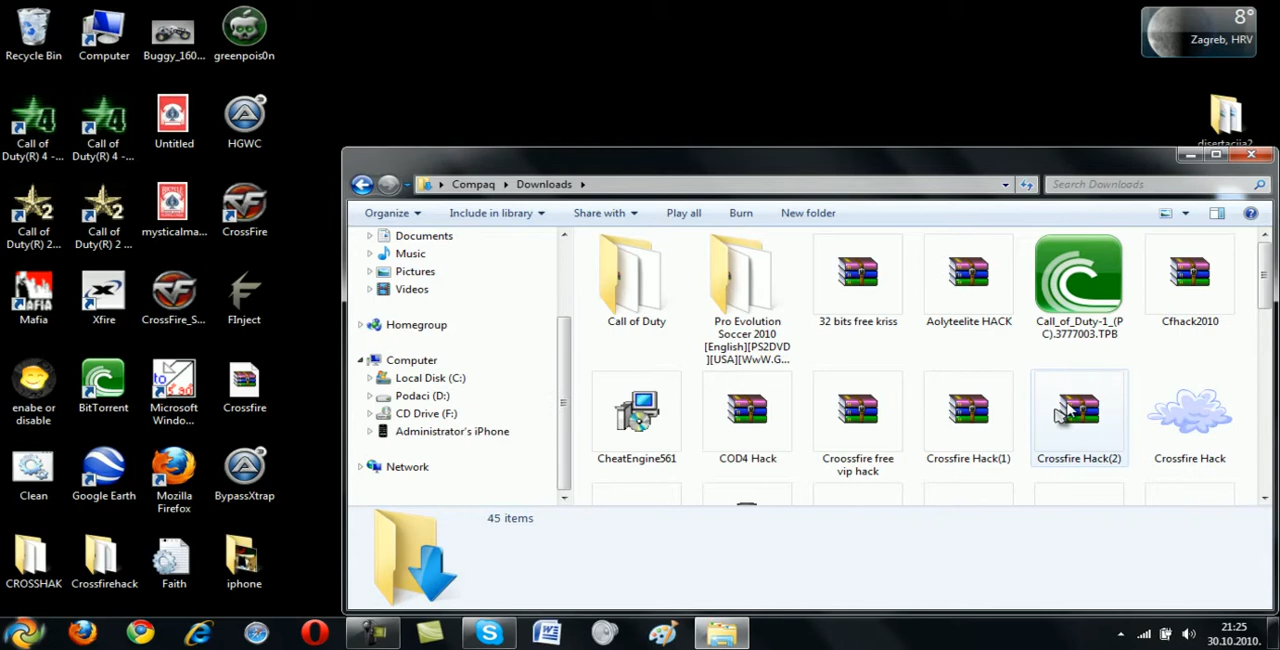 Recycle Bin
Computer
Buggy_160...
greenpois0n
8°
Zagreb, HRV
Call of
Duty(R) 4 -...
Call of
Duty(R) 4 -...
Untitled
HGWC
disertacija2
Call of
Duty(R) 2...
Call of
Duty(R) 2 ...
mysticalma...
CrossFire
Mafia
Xfire
CrossFire_S...
FInject
enabe or
disable
BitTorrent
Microsoft
Windo...
Crossfire
Clean
Google Earth
Mozilla
Firefox
BypassXtrap
CROSSHAK
Crossfirehack
Faith
iphone
Compaq
Downloads
Search Downloads
Organize
Include in library
Share with
Play all
Burn
New folder
Documents
Music
Pictures
Videos
Homegroup
Computer
Local Disk (C:)
Podaci (D:)
CD Drive (F:)
Administrator's iPhone
Network
Call of Duty
Pro Evolution
Soccer 2010
[English][PS2DVD
][USA][WwW.G...
32 bits free kriss
Aolyteelite HACK
Call_of_Duty-1_(P
C).3777003.TPB
Cfhack2010
CheatEngine561
COD4 Hack
Croossfire free
vip hack
Crossfire Hack(1)
Crossfire Hack(2)
Crossfire Hack
45 items
21:25
30.10.2010.